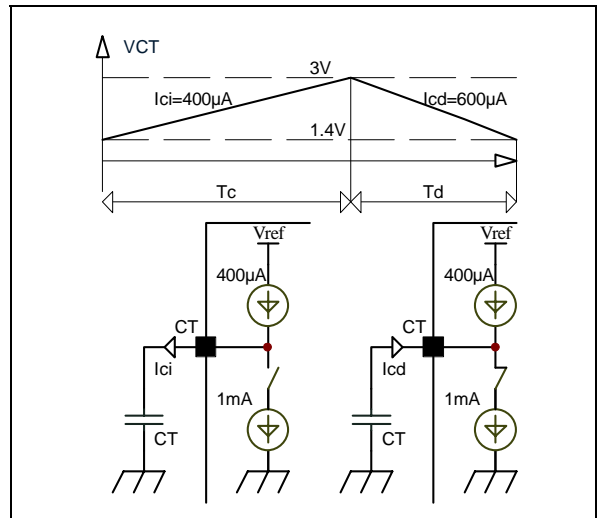 VCT
3V
Ici=400µA
Icd=600µA
1.4V
Tc
Td
Vref
Vref
400µA
400µA
CT
CT
Ici
Icd
1mA
1mA
CT
CT